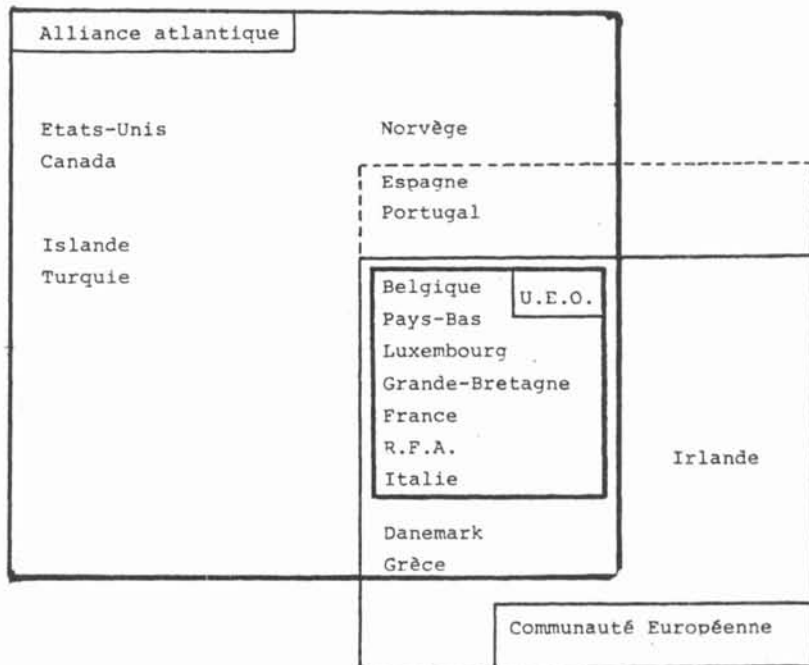 Alliance atlantique
Etats-Unis
Canada
Islande
Turquie
Norvège
Espagne
Portugal
Belgique
U.E.O.
Pays-Bas
Luxembourg
Grande-Bretagne
France
R.F.A.
Italie
Danemark
Grèce
Irlande
Communauté Européenne